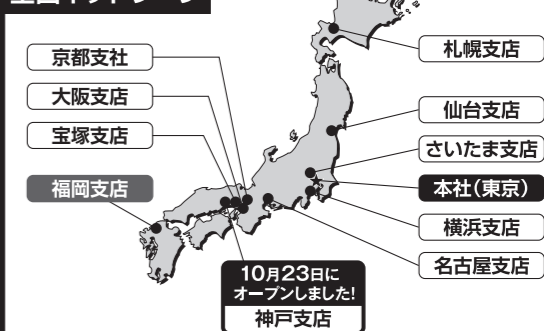 京都支社
大阪支店
宝塚支店
福岡支店
札幌支店
仙台支店
さいたま支店
本社(東京)
横浜支店
名古屋支店
10月23日に
オープンしました!
神戸支店